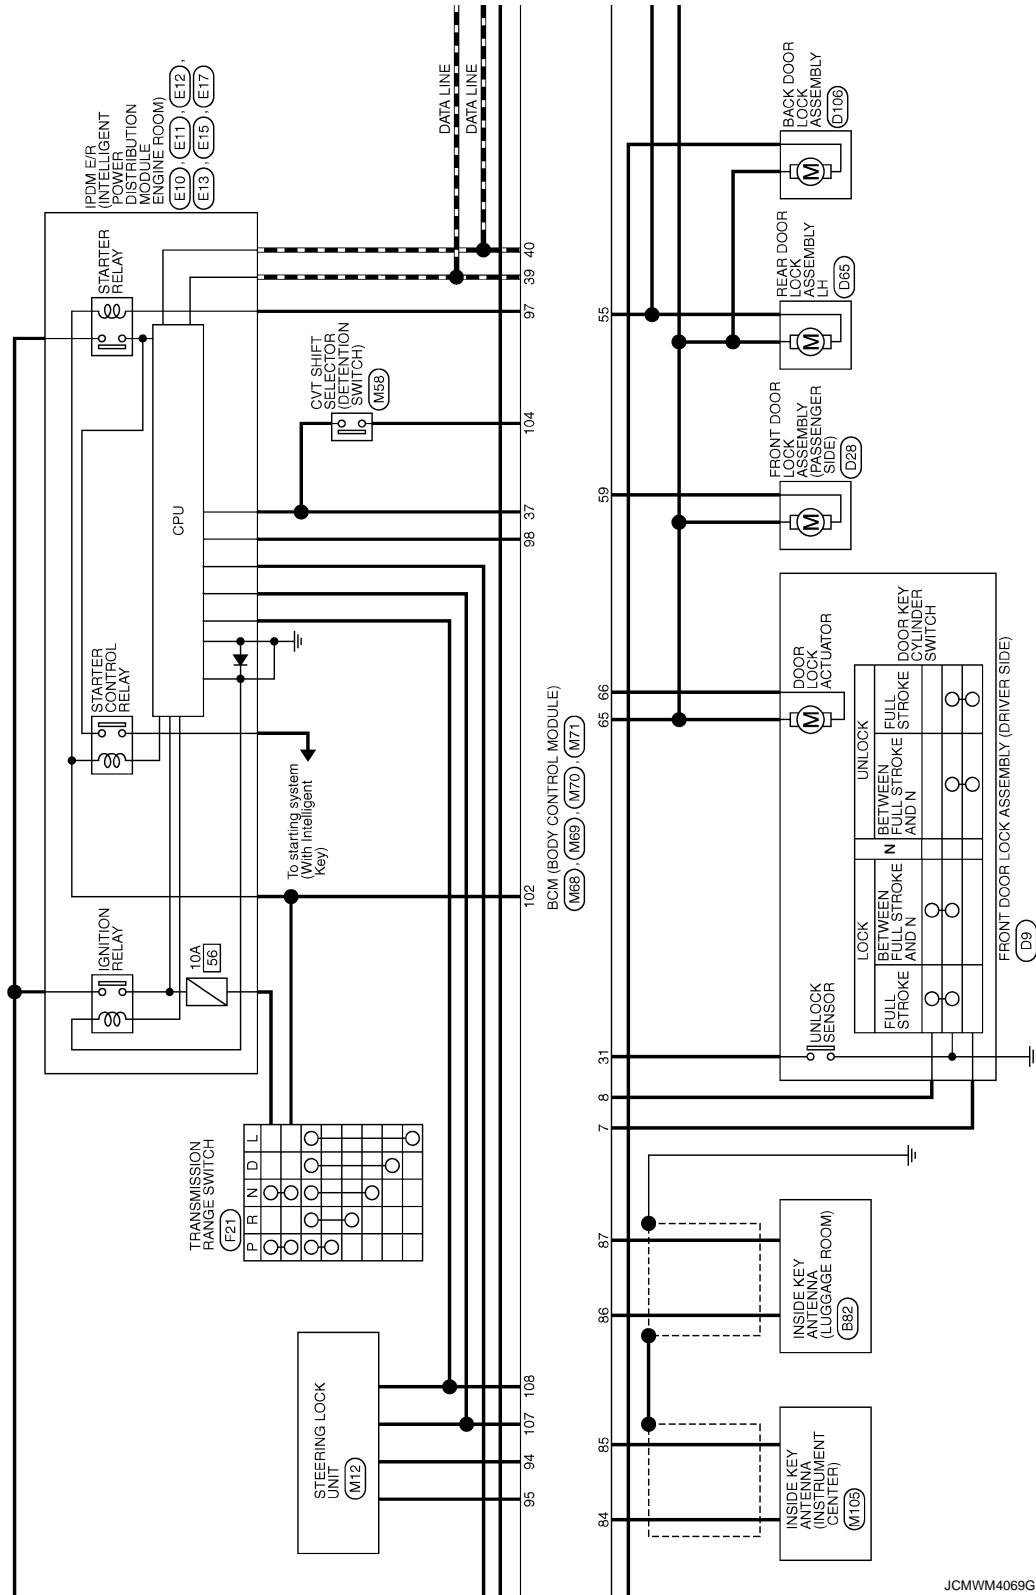 IPDM E/R
(INTELLIGENT
POWER
DISTRIBUTION
MODULE
ENGINE ROOM)
E10 , E11 , E12 ,
E13 , E15 , E17
STARTER
RELAY
CPU
STARTER
CONTROL
RELAY
IGNITION
RELAY
10A
56
DATA LINE
DATA LINE
CVT SHIFT
SELECTOR
(DETENTION
SWITCH)
M58
To starting system
(With Intelligent
Key)
TRANSMISSION
RANGE SWITCH
F21
P R N D L
STEERING LOCK
UNIT
M12
40
39
97
104
37
98
102
108
107
94
95
BCM (BODY CONTROL MODULE)
M68 , M69 , M70 , M71
55
59
66
65
31
8
7
87
86
85
84
BACK DOOR
LOCK
ASSEMBLY
D106
REAR DOOR
LOCK
ASSEMBLY
LH
D65
FRONT DOOR
LOCK
ASSEMBLY
(PASSENGER
SIDE)
D28
M
M
M
M
DOOR
LOCK
ACTUATOR
DOOR KEY
CYLINDER
SWITCH
UNLOCK
FULL
STROKE
BETWEEN
FULL STROKE
AND N
N
LOCK
BETWEEN
FULL STROKE
AND N
FULL
STROKE
UNLOCK
SENSOR
FRONT DOOR LOCK ASSEMBLY (DRIVER SIDE)
D9
INSIDE KEY
ANTENNA
(LUGGAGE ROOM)
B82
INSIDE KEY
ANTENNA
(INSTRUMENT
CENTER)
M105
JCMWM4069G